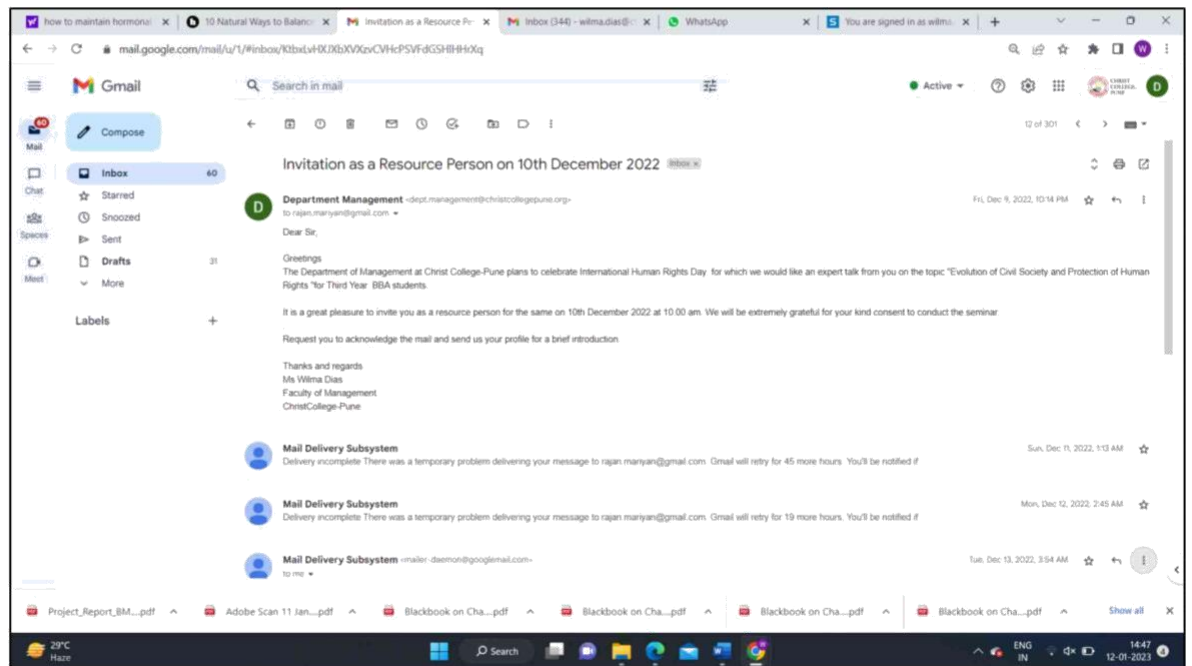 how to maintain hormonal
10 Natural Ways to Balance
Invitation as a Resource Per
Inbox (344) - wilma.dias@c
WhatsApp
You are signed in as wilma.
mail.google.com/mail/u/1/#inbox/
W
Gmail
Search in mail
Active
CHRIST COLLEGE, PUNE
D
60
Mail
Compose
12 of 301
Chat
Spaces
Meet
Inbox 60
Starred
Snoozed
Sent
Drafts 31
More
Labels +
Invitation as a Resource Person on 10th December 2022 Inbox x
D
Department Management <dept.management@christcollegepune.org> Fri, Dec 9, 2022, 10:14 PM
to rajan.mariyan@gmail.com
Dear Sir,
Greetings
The Department of Management at Christ College-Pune plans to celebrate International Human Rights Day for which we would like an expert talk from you on the topic "Evolution of Civil Society and Protection of Human
Rights "for Third Year BBA students.
It is a great pleasure to invite you as a resource person for the same on 10th December 2022 at 10.00 am. We will be extremely grateful for your kind consent to conduct the seminar
Request you to acknowledge the mail and send us your profile for a brief introduction
Thanks and regards
Ms Wilma Dias
Faculty of Management
ChristCollege-Pune
Mail Delivery Subsystem Sun, Dec 11, 2022, 1:13 AM
Delivery incomplete There was a temporary problem delivering your message to rajan.mariyan@gmail.com. Gmail will retry for 45 more hours. You'll be notified if
Mail Delivery Subsystem Mon, Dec 12, 2022, 2:45 AM
Delivery incomplete There was a temporary problem delivering your message to rajan.mariyan@gmail.com. Gmail will retry for 19 more hours. You'll be notified if
Mail Delivery Subsystem <mailer-daemon@googlemail.com> Tue, Dec 13, 2022, 3:54 AM
to me
Project_Report_BM....pdf
Adobe Scan 11 Jan....pdf
Blackbook on Cha....pdf
Blackbook on Cha....pdf
Blackbook on Cha....pdf
Blackbook on Cha....pdf
Show all
29°C
Haze
Search
ENG
IN
14:47
12-01-2023
4